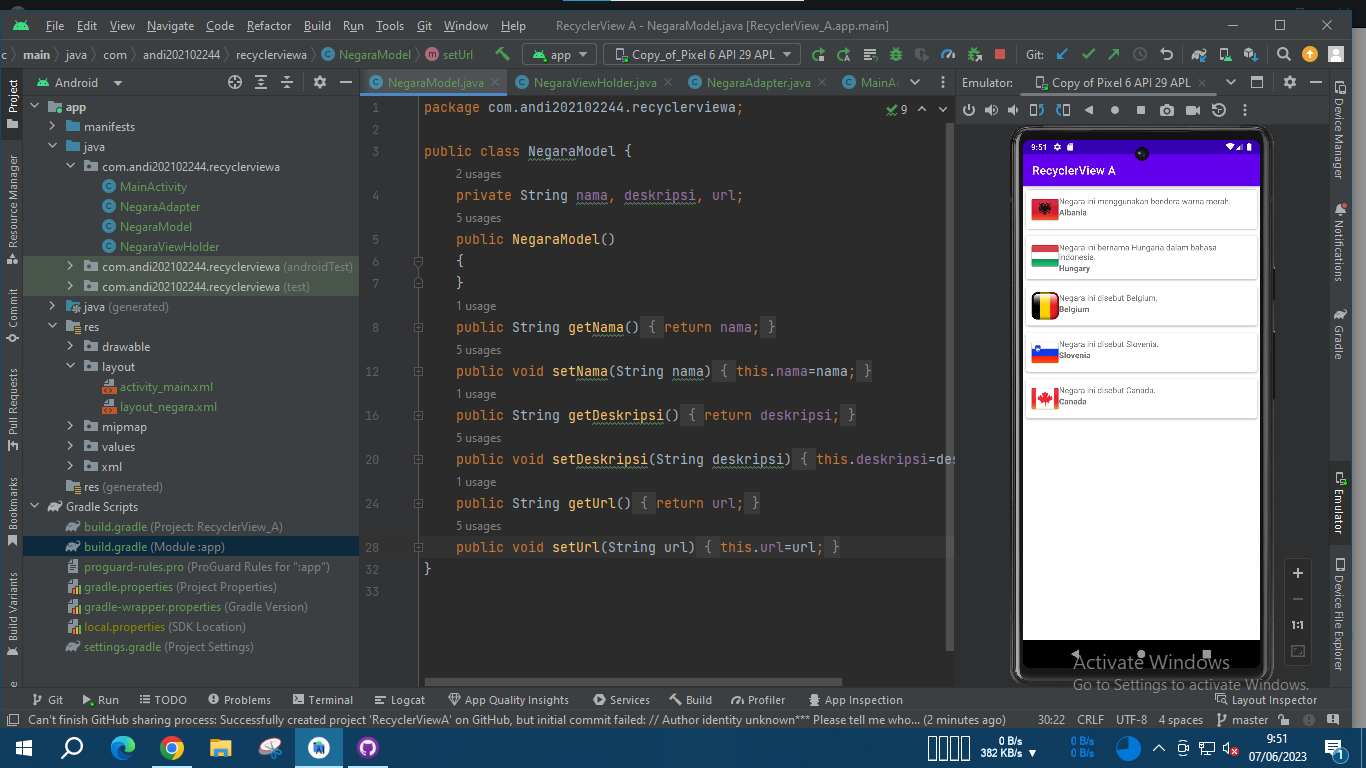 File Edit View Navigate Code Refactor Build Run Tools Git Window Help RecyclerView A - NegaraModel.java [RecyclerView_A.app.main]
c main java com andi202102244 recyclerviewa NegaraModel setUrl app Copy_of_Pixel 6 API 29 APL Git:
Android
NegaraModel.java NegaraViewHolder.java NegaraAdapter.java MainA
Emulator: Copy of Pixel 6 API 29 APL
Project
Resource Manager
Commit
Pull Requests
Bookmarks
Build Variants
app
manifests
java
com.andi202102244.recyclerviewa
MainActivity
NegaraAdapter
NegaraModel
NegaraViewHolder
com.andi202102244.recyclerviewa (androidTest)
com.andi202102244.recyclerviewa (test)
java (generated)
res
drawable
layout
activity_main.xml
layout_negara.xml
mipmap
values
xml
res (generated)
Gradle Scripts
build.gradle (Project: RecyclerView_A)
build.gradle (Module :app)
proguard-rules.pro (ProGuard Rules for ":app")
gradle.properties (Project Properties)
gradle-wrapper.properties (Gradle Version)
local.properties (SDK Location)
settings.gradle (Project Settings)
9
1 package com.andi202102244.recyclerviewa;
2
3 public class NegaraModel {
2 usages
4 private String nama, deskripsi, url;
5 usages
5 public NegaraModel()
6 {
7 }
1 usage
8 public String getNama() { return nama; }
5 usages
12 public void setNama(String nama) { this.nama=nama; }
1 usage
16 public String getDeskripsi() { return deskripsi; }
5 usages
20 public void setDeskripsi(String deskripsi) { this.deskripsi=des
1 usage
24 public String getUrl() { return url; }
5 usages
28 public void setUrl(String url) { this.url=url; }
32 }
33
9:51
RecyclerView A
Negara ini menggunakan bendera warna merah.
Albania
Negara ini bernama Hungaria dalam bahasa
Indonesia.
Hungary
Negara ini disebut Belgium.
Belgium
Negara ini disebut Slovenia.
Slovenia
Negara ini disebut Canada.
Canada
1:1
Device Manager
Notifications
Gradle
Emulator
Device File Explorer
Activate Windows
Go to Settings to activate Windows.
Git Run TODO Problems Terminal Logcat App Quality Insights Services Build Profiler App Inspection Layout Inspector
Can't finish GitHub sharing process: Successfully created project 'RecyclerViewA' on GitHub, but initial commit failed: // Author identity unknown*** Please tell me who... (2 minutes ago) 30:22 CRLF UTF-8 4 spaces master
0 B/s 0 B/s 9:51
382 KB/s 0 B/s 07/06/2023
1